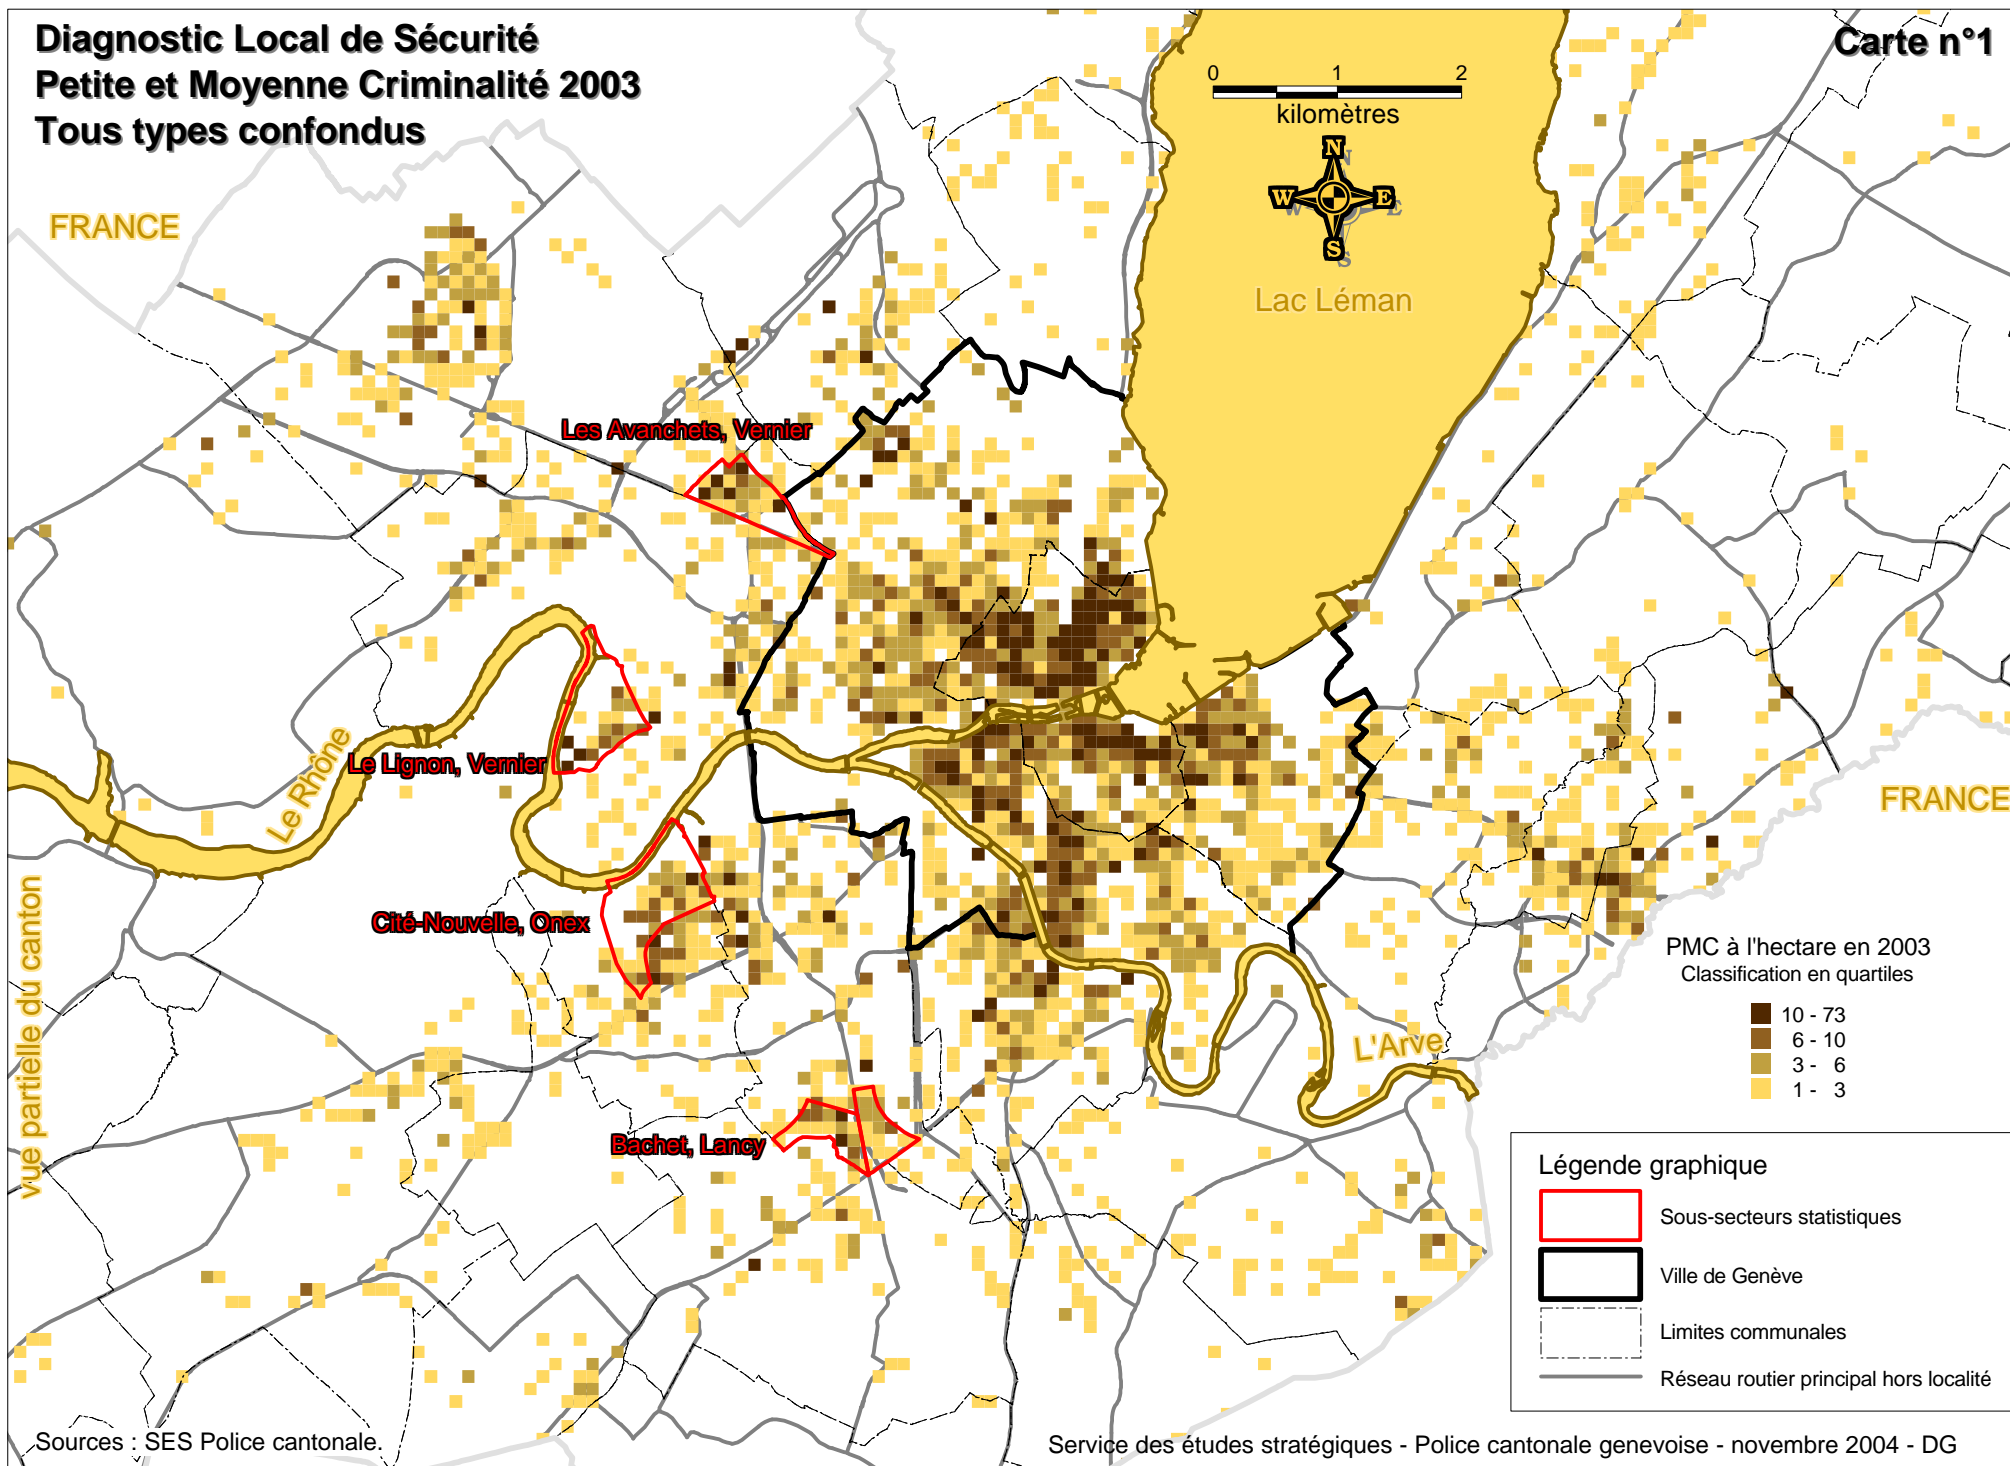 Diagnostic Local de Sécurité
Petite et Moyenne Criminalité 2003
Tous types confondus
Carte n°1
0 1 2
kilomètres
N
W E
S
FRANCE
Lac Léman
Les Avanchets, Vernier
Le Lignon, Vernier
Le Rhône
Cité-Nouvelle, Onex
Bachet, Lancy
L'Arve
FRANCE
vue partielle du canton
PMC à l'hectare en 2003
Classification en quartiles
10 - 73
6 - 10
3 - 6
1 - 3
Légende graphique
Sous-secteurs statistiques
Ville de Genève
Limites communales
Réseau routier principal hors localité
Sources : SES Police cantonale.
Service des études stratégiques - Police cantonale genevoise - novembre 2004 - DG